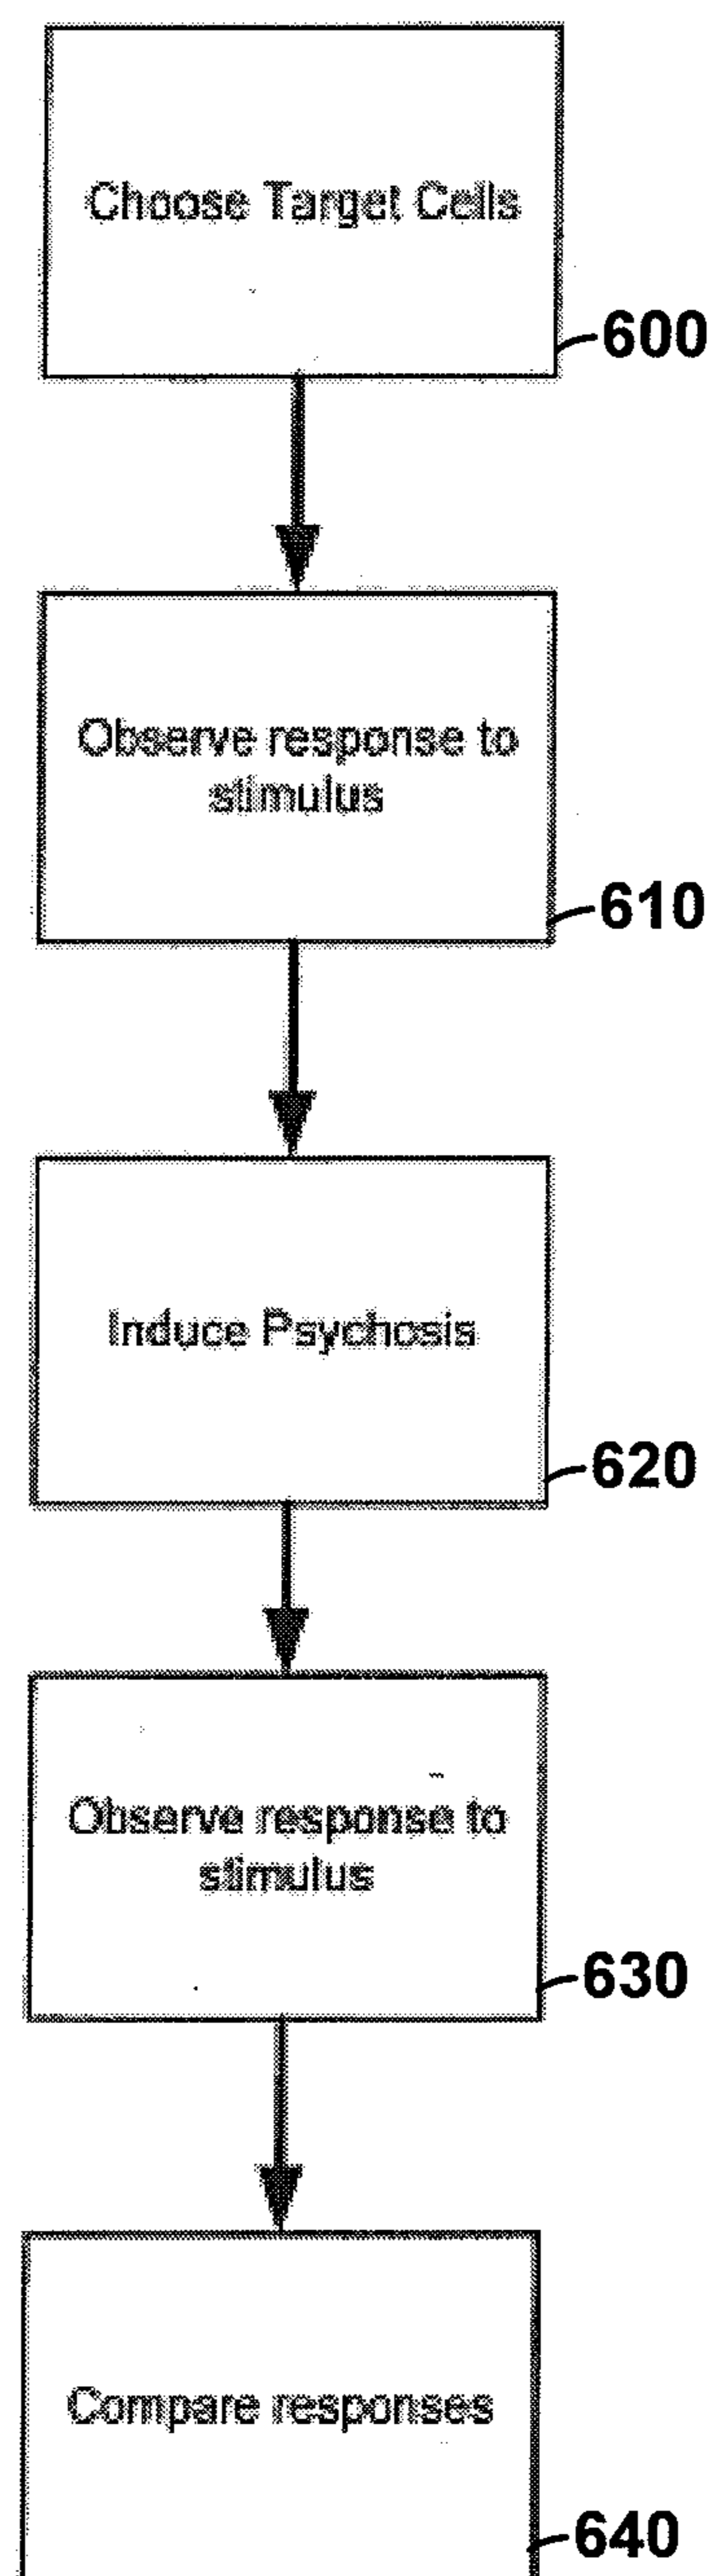 Choose Target Cells
600
Observe response to
stimulus
610
Induce Psychosis
620
Observe response to
stimulus
630
Compare responses
640